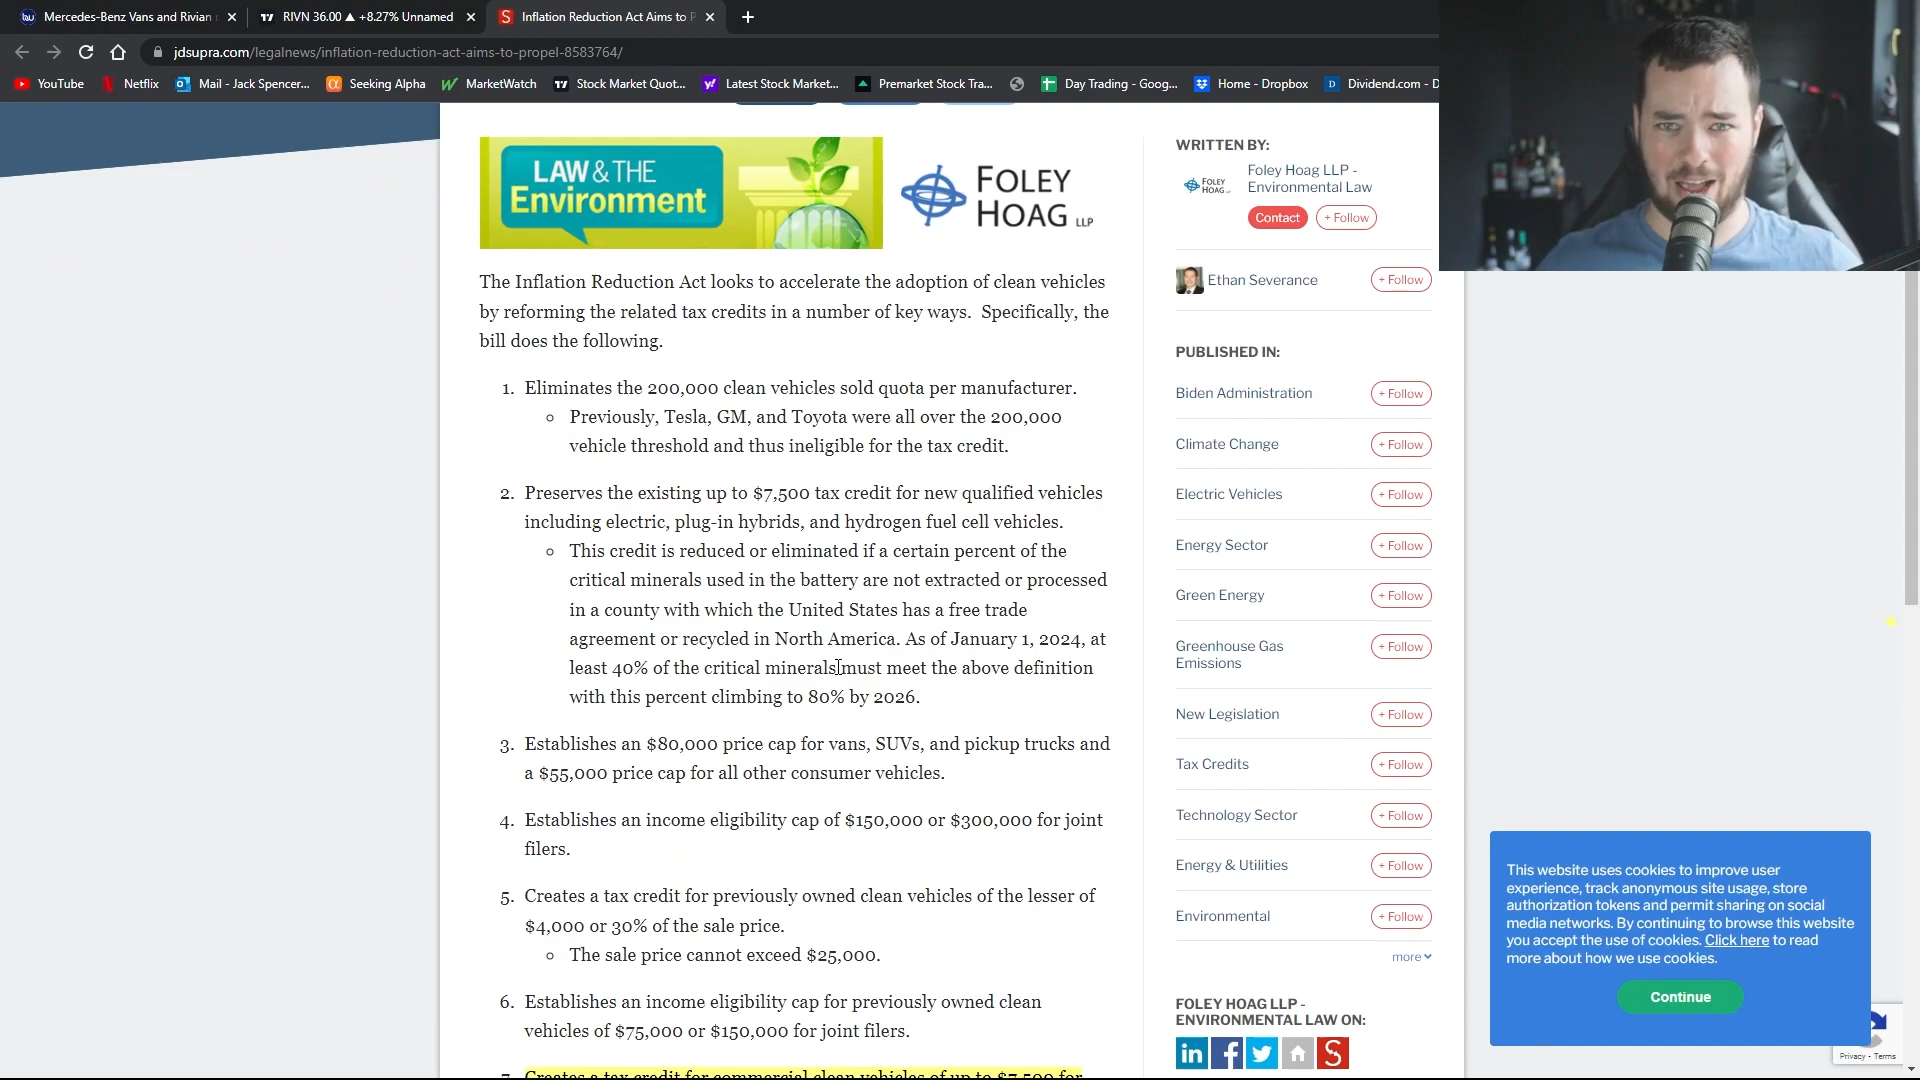 Mercedes-Benz Vans and Rivian
RIVN 36.00 ▲ +8.27% Unnamed
Inflation Reduction Act Aims to P
jdsupra.com/legalnews/inflation-reduction-act-aims-to-propel-8583764/
YouTube
Netflix
Mail - Jack Spencer...
Seeking Alpha
MarketWatch
Stock Market Quot...
Latest Stock Market...
Premarket Stock Tra...
Day Trading - Goog...
Home - Dropbox
Dividend.com - D
LAW & THE
Environment
FOLEY
HOAG LLP
The Inflation Reduction Act looks to accelerate the adoption of clean vehicles
by reforming the related tax credits in a number of key ways.  Specifically, the
bill does the following.
1. Eliminates the 200,000 clean vehicles sold quota per manufacturer.
Previously, Tesla, GM, and Toyota were all over the 200,000
vehicle threshold and thus ineligible for the tax credit.
2. Preserves the existing up to $7,500 tax credit for new qualified vehicles
including electric, plug-in hybrids, and hydrogen fuel cell vehicles.
This credit is reduced or eliminated if a certain percent of the
critical minerals used in the battery are not extracted or processed
in a county with which the United States has a free trade
agreement or recycled in North America. As of January 1, 2024, at
least 40% of the critical minerals must meet the above definition
with this percent climbing to 80% by 2026.
3. Establishes an $80,000 price cap for vans, SUVs, and pickup trucks and
a $55,000 price cap for all other consumer vehicles.
4. Establishes an income eligibility cap of $150,000 or $300,000 for joint
filers.
5. Creates a tax credit for previously owned clean vehicles of the lesser of
$4,000 or 30% of the sale price.
The sale price cannot exceed $25,000.
6. Establishes an income eligibility cap for previously owned clean
vehicles of $75,000 or $150,000 for joint filers.
7. Creates a tax credit for commercial clean vehicles of up to $7,500 for
WRITTEN BY:
FOLEY
HOAG
Foley Hoag LLP -
Environmental Law
Contact
+ Follow
Ethan Severance
+ Follow
PUBLISHED IN:
Biden Administration
+ Follow
Climate Change
+ Follow
Electric Vehicles
+ Follow
Energy Sector
+ Follow
Green Energy
+ Follow
Greenhouse Gas
Emissions
+ Follow
New Legislation
+ Follow
Tax Credits
+ Follow
Technology Sector
+ Follow
Energy & Utilities
+ Follow
Environmental
+ Follow
more
FOLEY HOAG LLP -
ENVIRONMENTAL LAW ON:
This website uses cookies to improve user
experience, track anonymous site usage, store
authorization tokens and permit sharing on social
media networks. By continuing to browse this website
you accept the use of cookies. Click here to read
more about how we use cookies.
Continue
Privacy - Terms